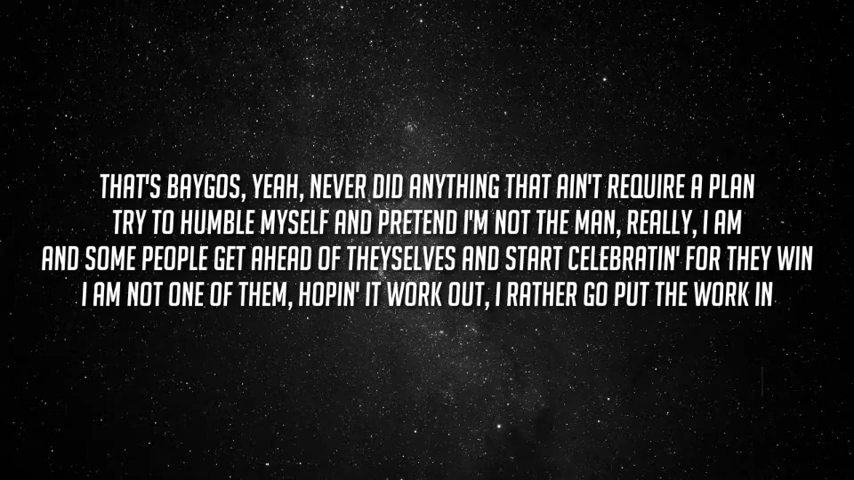 THAT'S BAYGOS, YEAH, NEVER DID ANYTHING THAT AIN'T REQUIRE A PLAN
TRY TO HUMBLE MYSELF AND PRETEND I'M NOT THE MAN, REALLY, I AM
AND SOME PEOPLE GET AHEAD OF THEYSELVES AND START CELEBRATIN' FOR THEY WIN
I AM NOT ONE OF THEM, HOPIN' IT WORK OUT, I RATHER GO PUT THE WORK IN